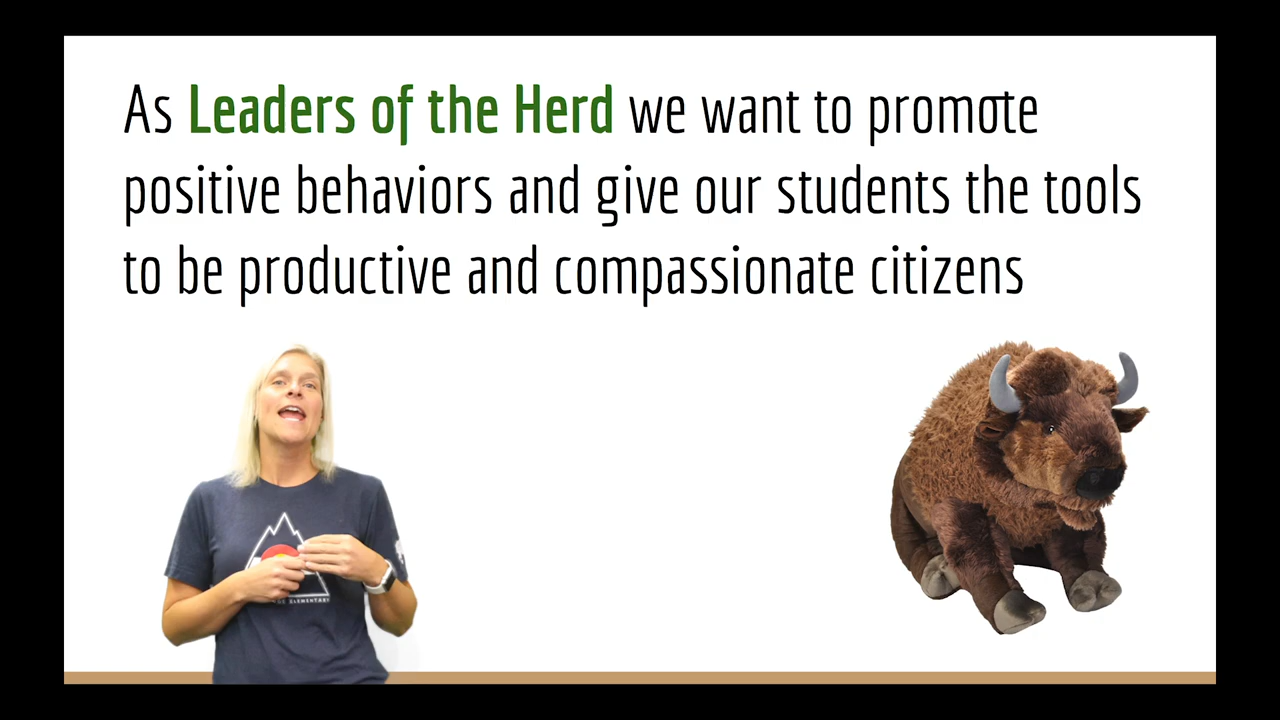 As Leaders of the Herd we want to promote
positive behaviors and give our students the tools
to be productive and compassionate citizens
ELEMENTARY